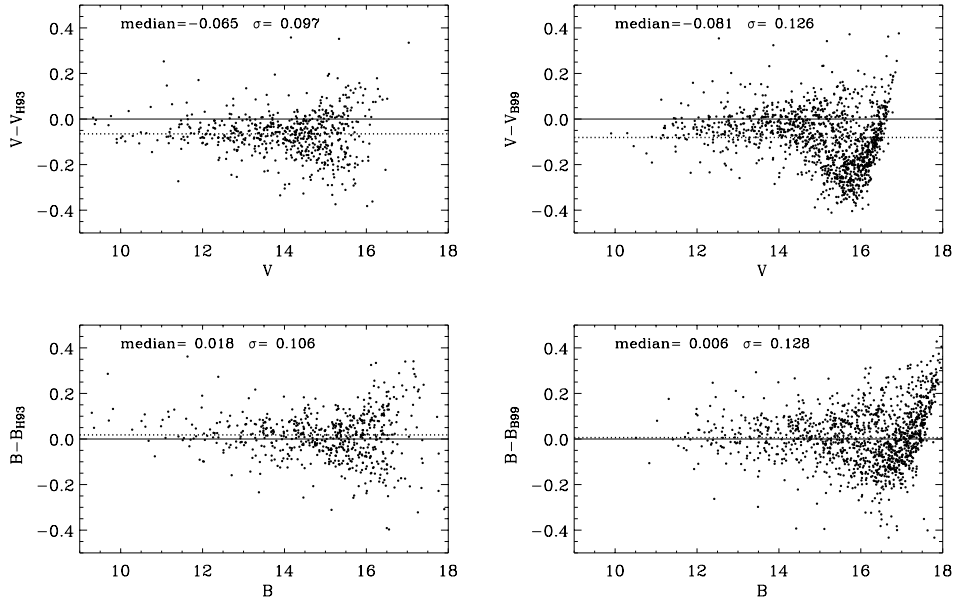 median=−0.065 σ= 0.097
0.4
0.2
0.0
−0.2
−0.4
V−V_H93
10 12 14 16 18
V
median=−0.081 σ= 0.126
0.4
0.2
0.0
−0.2
−0.4
V−V_B99
10 12 14 16 18
V
median= 0.018 σ= 0.106
0.4
0.2
0.0
−0.2
−0.4
B−B_H93
10 12 14 16 18
B
median= 0.006 σ= 0.128
0.4
0.2
0.0
−0.2
−0.4
B−B_B99
10 12 14 16 18
B